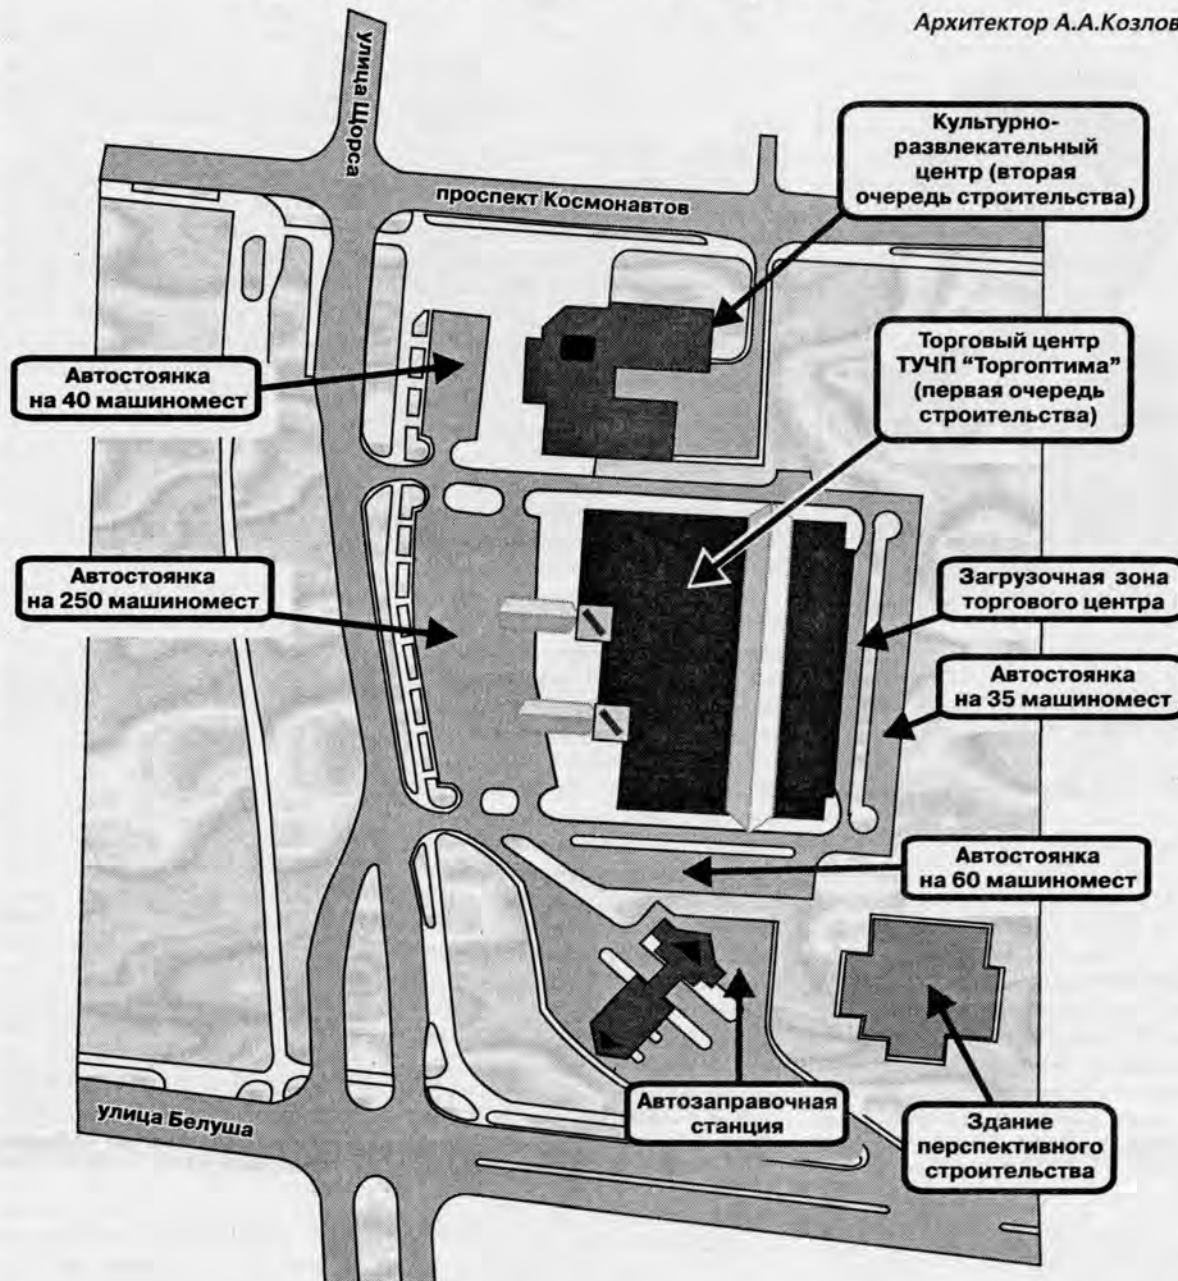 Архитектор А.А.Козлов
улица Щорса
проспект Космонавтов
Культурно-
развлекательный
центр (вторая
очередь строительства)
Торговый центр
ТУЧП “Торгоптима”
(первая очередь
строительства)
Автостоянка
на 40 машиномест
Автостоянка
на 250 машиномест
Загрузочная зона
торгового центра
Автостоянка
на 35 машиномест
Автостоянка
на 60 машиномест
Автозаправочная
станция
Здание
перспективного
строительства
улица Белуша